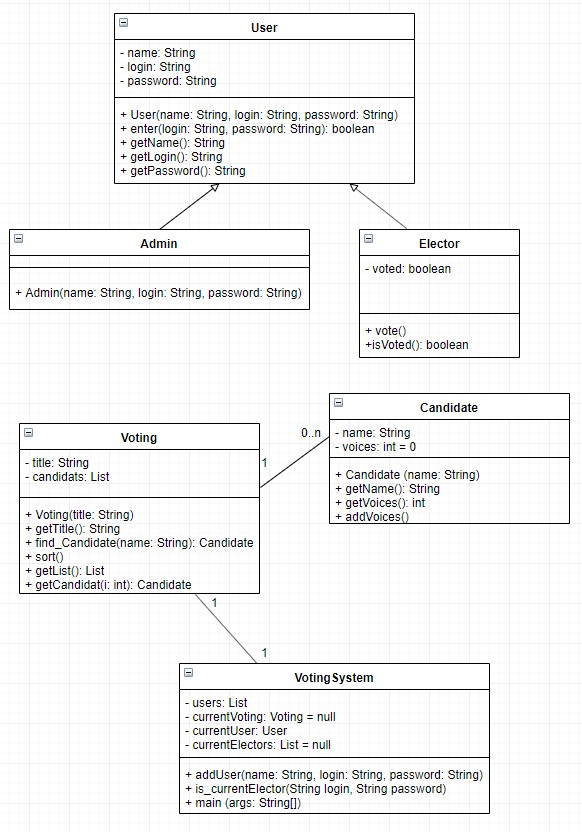 User
- name: String
- login: String
- password: String
+ User(name: String, login: String, password: String)
+ enter(login: String, password: String): boolean
+ getName(): String
+ getLogin(): String
+ getPassword(): String
Admin
+ Admin(name: String, login: String, password: String)
Elector
- voted: boolean
+ vote()
+isVoted(): boolean
Candidate
- name: String
- voices: int = 0
+ Candidate (name: String)
+ getName(): String
+ getVoices(): int
+ addVoices()
0..n
1
Voting
- title: String
- candidats: List
+ Voting(title: String)
+ getTitle(): String
+ find_Candidate(name: String): Candidate
+ sort()
+ getList(): List
+ getCandidat(i: int): Candidate
1
1
VotingSystem
- users: List
- currentVoting: Voting = null
- currentUser: User
- currentElectors: List = null
+ addUser(name: String, login: String, password: String)
+ is_currentElector(String login, String password)
+ main (args: String[])